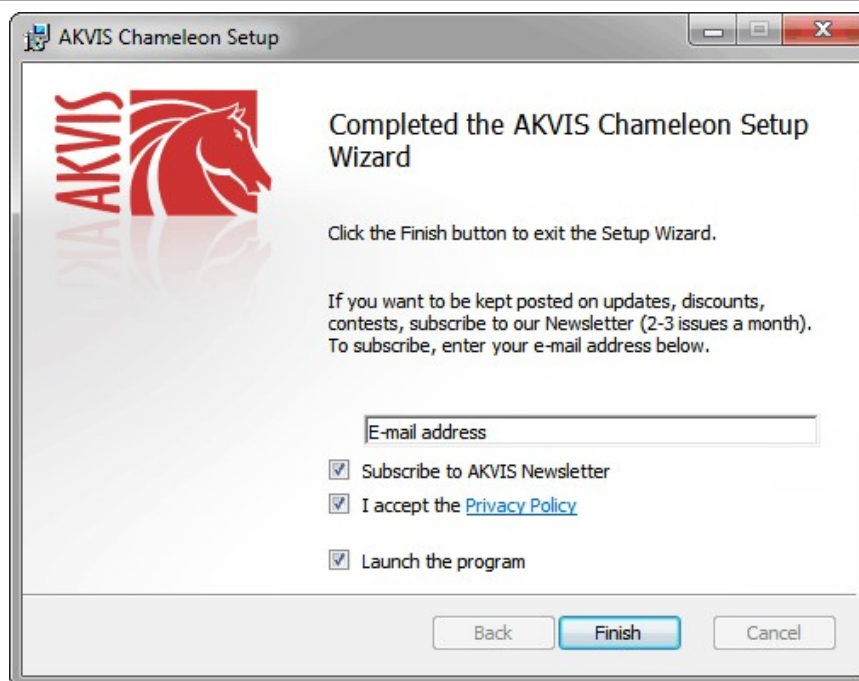 AKVIS Chameleon Setup
AKVIS
Completed the AKVIS Chameleon Setup
Wizard
Click the Finish button to exit the Setup Wizard.
If you want to be kept posted on updates, discounts,
contests, subscribe to our Newsletter (2-3 issues a month).
To subscribe, enter your e-mail address below.
E-mail address
Subscribe to AKVIS Newsletter
I accept the Privacy Policy
Launch the program
Back Finish Cancel